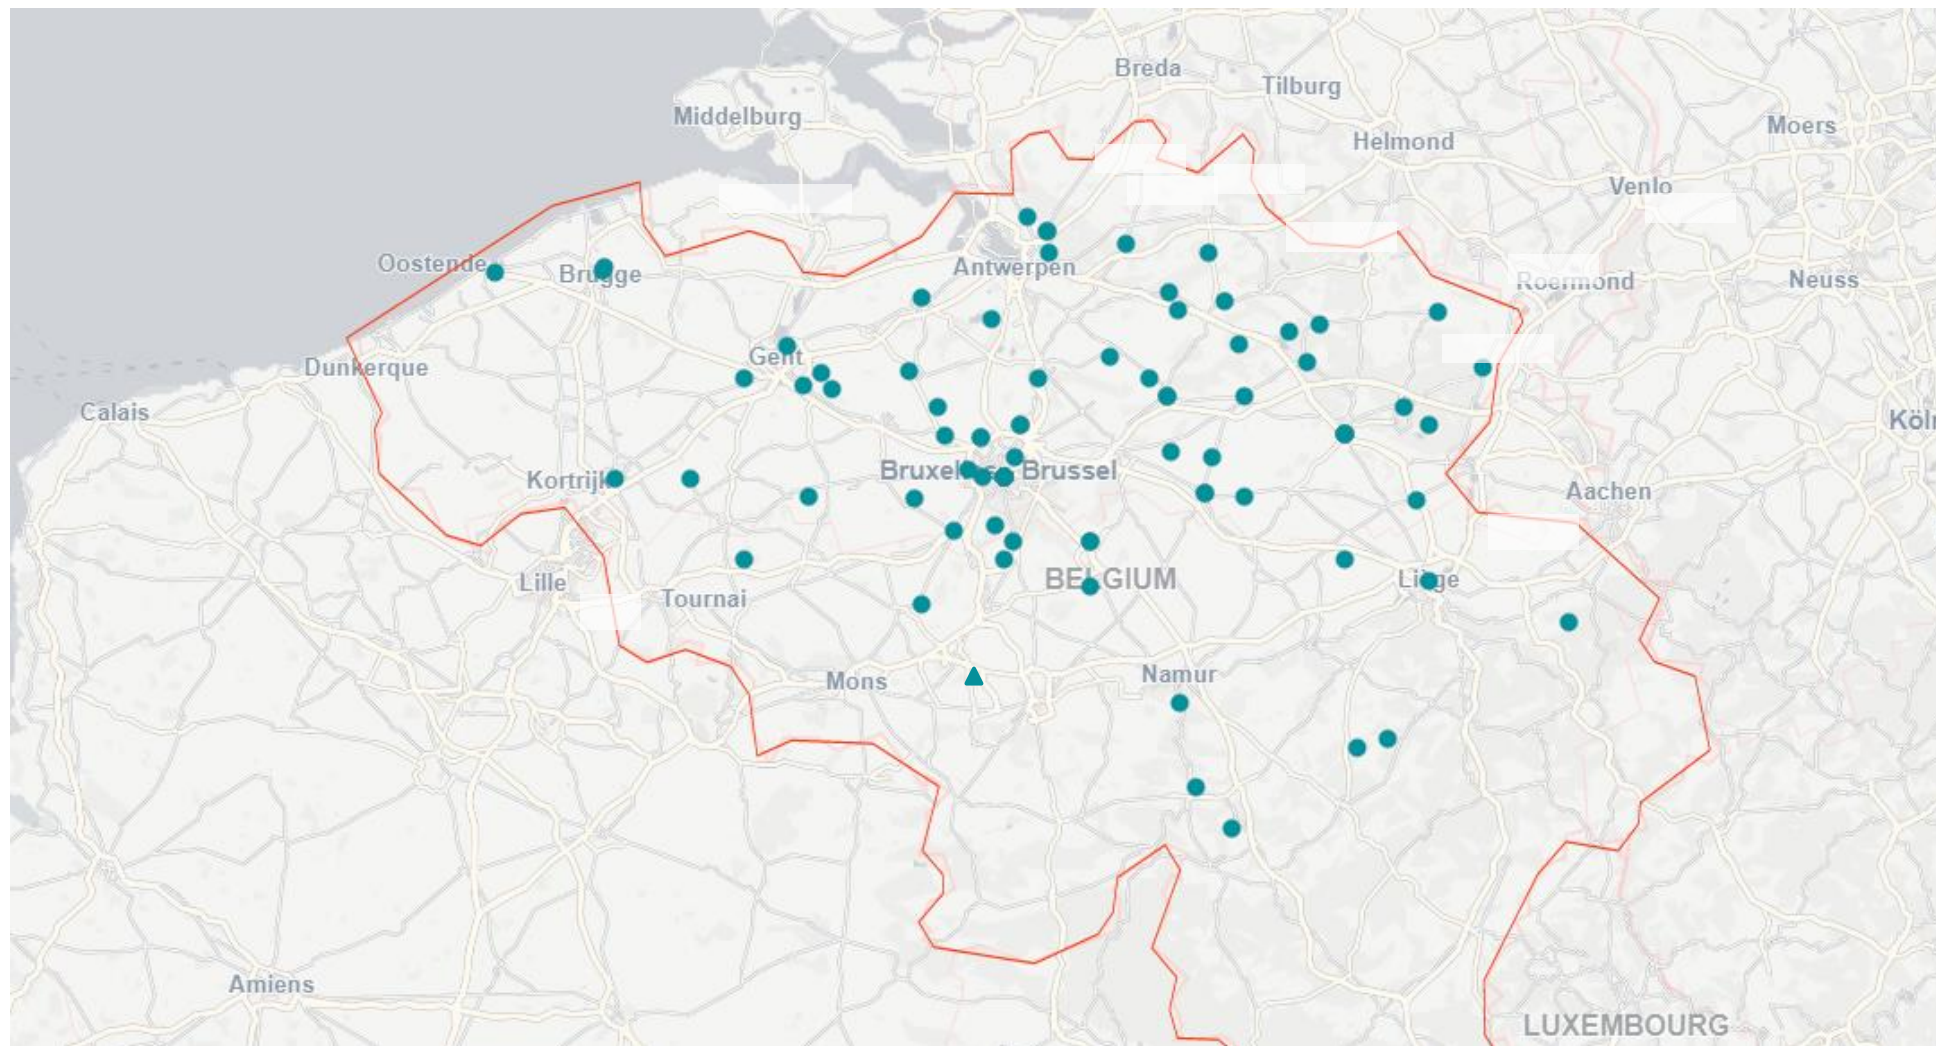 Breda
Tilburg
Middelburg
Moers
Helmond
Venlo
Oostende
Brugge
Antwerpen
Roermond
Neuss
Gent
Dunkerque
Calais
Köln
Kortrijk
Bruxelles - Brussel
Aachen
Lille
BELGIUM
Liège
Tournai
Mons
Namur
Amiens
LUXEMBOURG